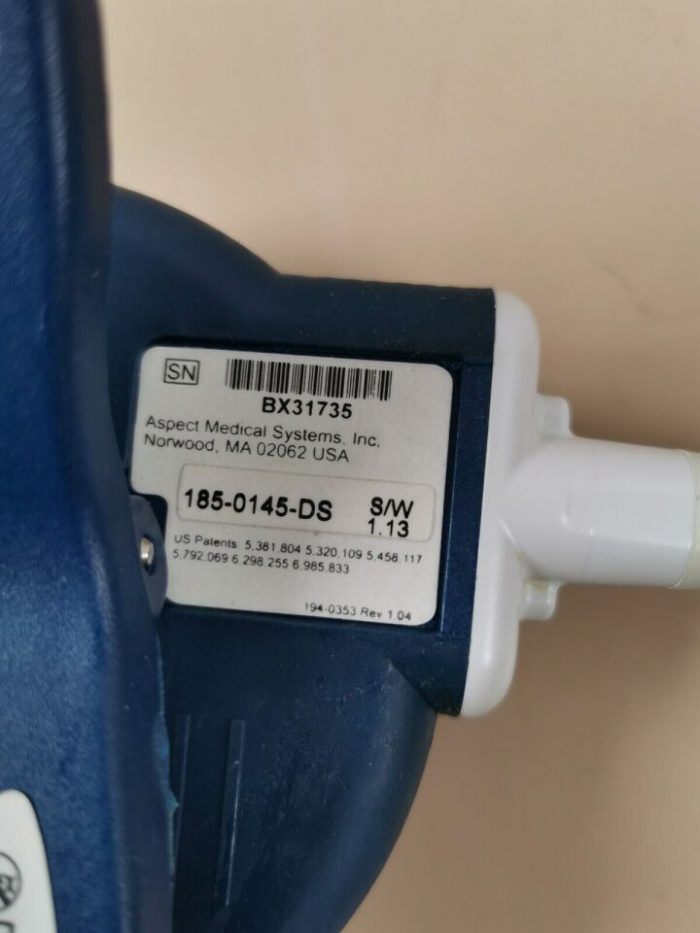 SN
BX31735
Aspect Medical Systems, Inc.
Norwood, MA 02062 USA
185-0145-DS S/W
1.13
US Patents: 5,381,804 5,320,109 5,458,117
5,792,069 6,298,255 6,985,833
194-0353 Rev 1.04